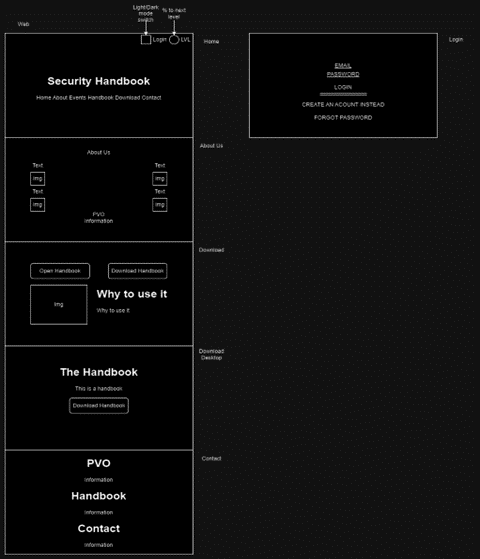 Light/Dark
mode
switch
% to next
level
Web
Login
LVL
Home
Security Handbook
Home About Events Handbook Download Contact
Login
EMAIL
PASSWORD
LOGIN
CREATE AN ACOUNT INSTEAD
FORGOT PASSWORD
About Us
About Us
Text
Text
Img
Img
Text
Text
Img
Img
PVO
Information
Download
Open Handbook
Download Handbook
Img
Why to use it
Why to use it
Download
Desktop
The Handbook
This is a handbook
Download Handbook
Contact
PVO
Information
Handbook
Information
Contact
Information